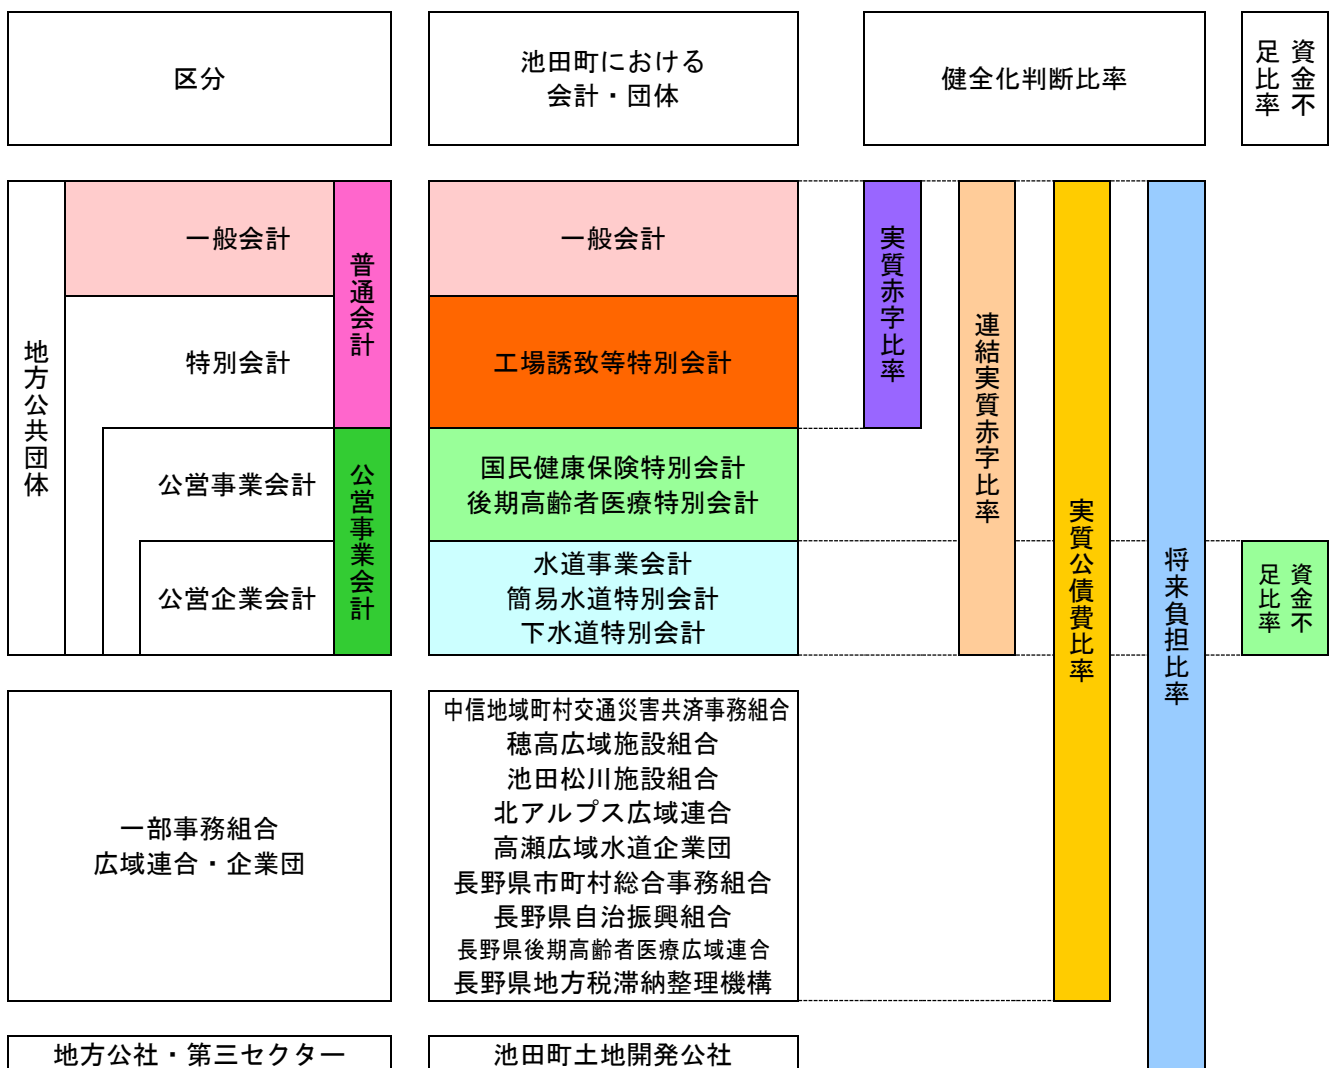 区分
池田町における
会計・団体
健全化判断比率
資金不
足比率
地方公共団体
一般会計
特別会計
公営事業会計
公営企業会計
普通会計
公営事業会計
一般会計
工場誘致等特別会計
国民健康保険特別会計
後期高齢者医療特別会計
水道事業会計
簡易水道特別会計
下水道特別会計
実質赤字比率
連結実質赤字比率
実質公債費比率
将来負担比率
資金不
足比率
一部事務組合
広域連合・企業団
中信地域町村交通災害共済事務組合
穂高広域施設組合
池田松川施設組合
北アルプス広域連合
高瀬広域水道企業団
長野県市町村総合事務組合
長野県自治振興組合
長野県後期高齢者医療広域連合
長野県地方税滞納整理機構
地方公社・第三セクター
池田町土地開発公社